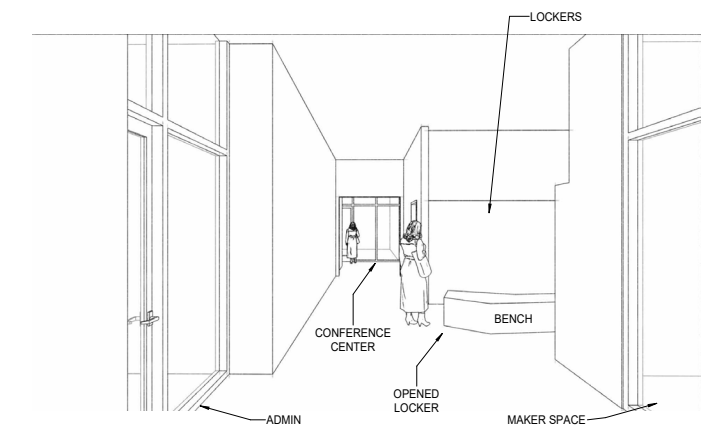 LOCKERS
BENCH
CONFERENCE
CENTER
OPENED
LOCKER
ADMIN
MAKER SPACE